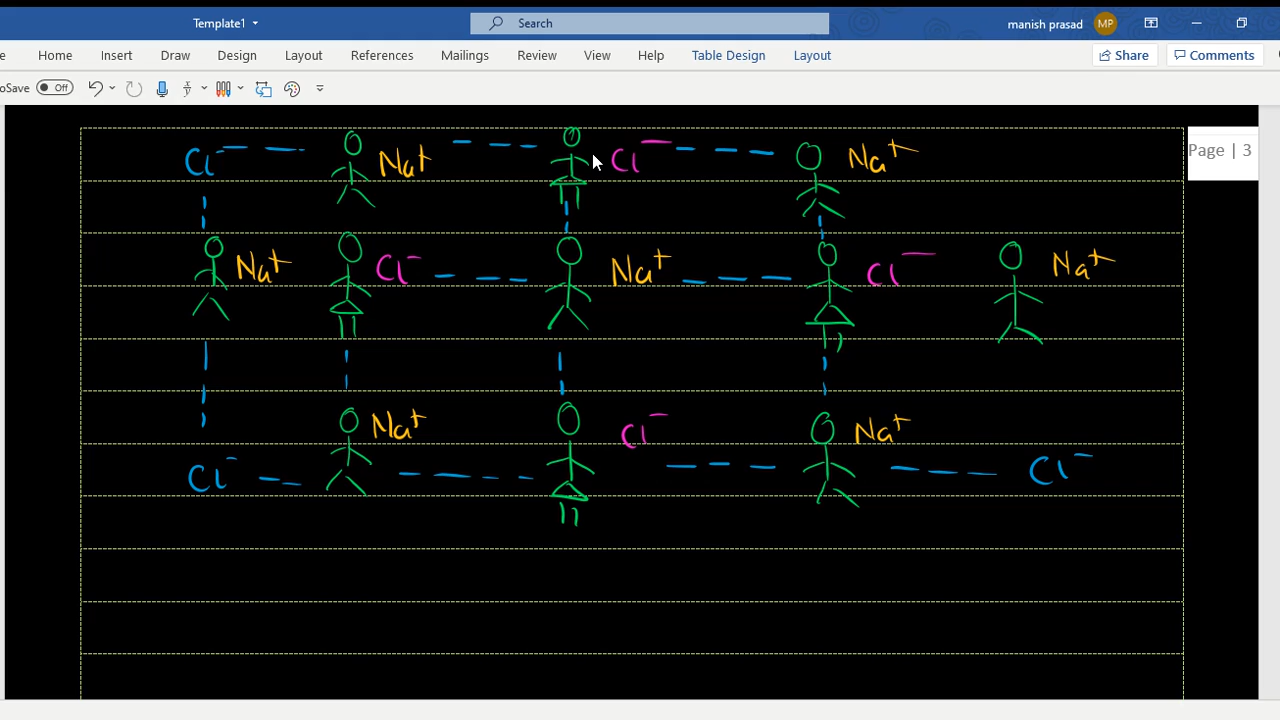 Template1
Search
manish prasad MP
Home Insert Draw Design Layout References Mailings Review View Help Table Design Layout Share Comments
oSave Off
Page | 3
Cl⁻ Na⁺ Cl⁻ Na⁺
Na⁺ Cl⁻ Na⁺ Cl⁻ Na⁺
Na⁺ Cl⁻ Na⁺
Cl⁻ Cl⁻